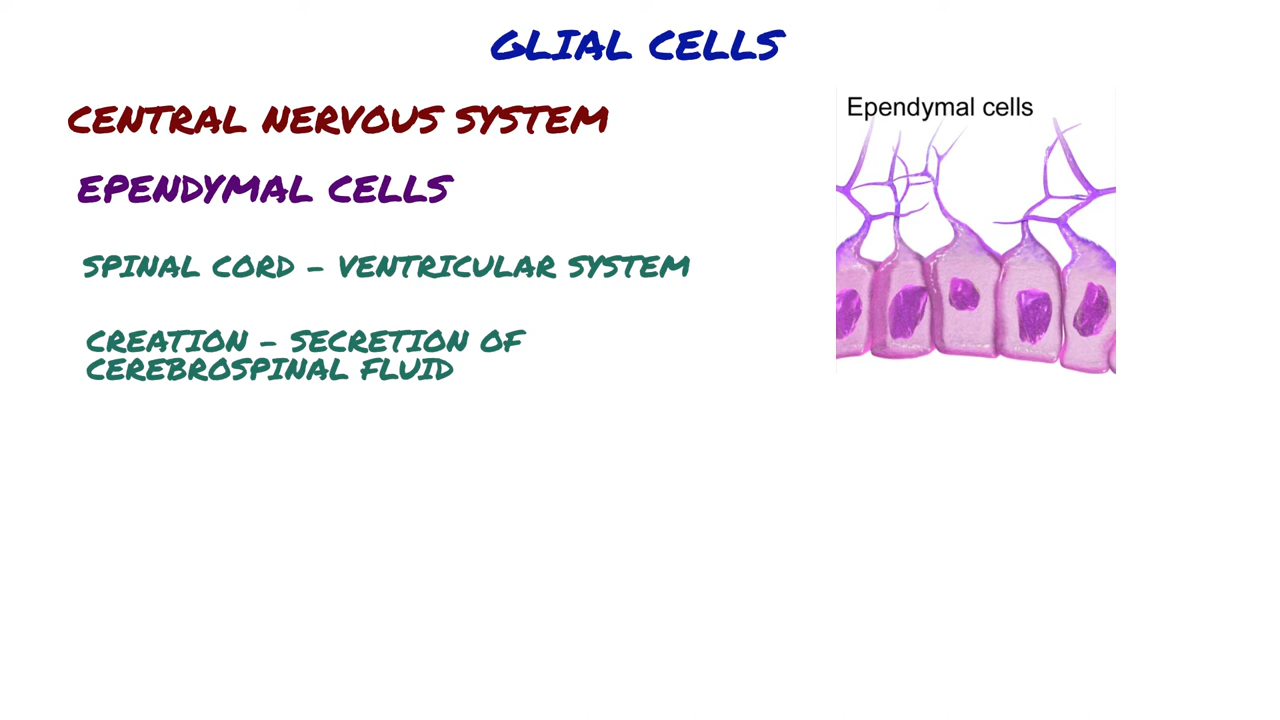 GLIAL CELLS
CENTRAL NERVOUS SYSTEM
EPENDYMAL CELLS
SPINAL CORD - VENTRICULAR SYSTEM
CREATION - SECRETION OF
CEREBROSPINAL FLUID
Ependymal cells